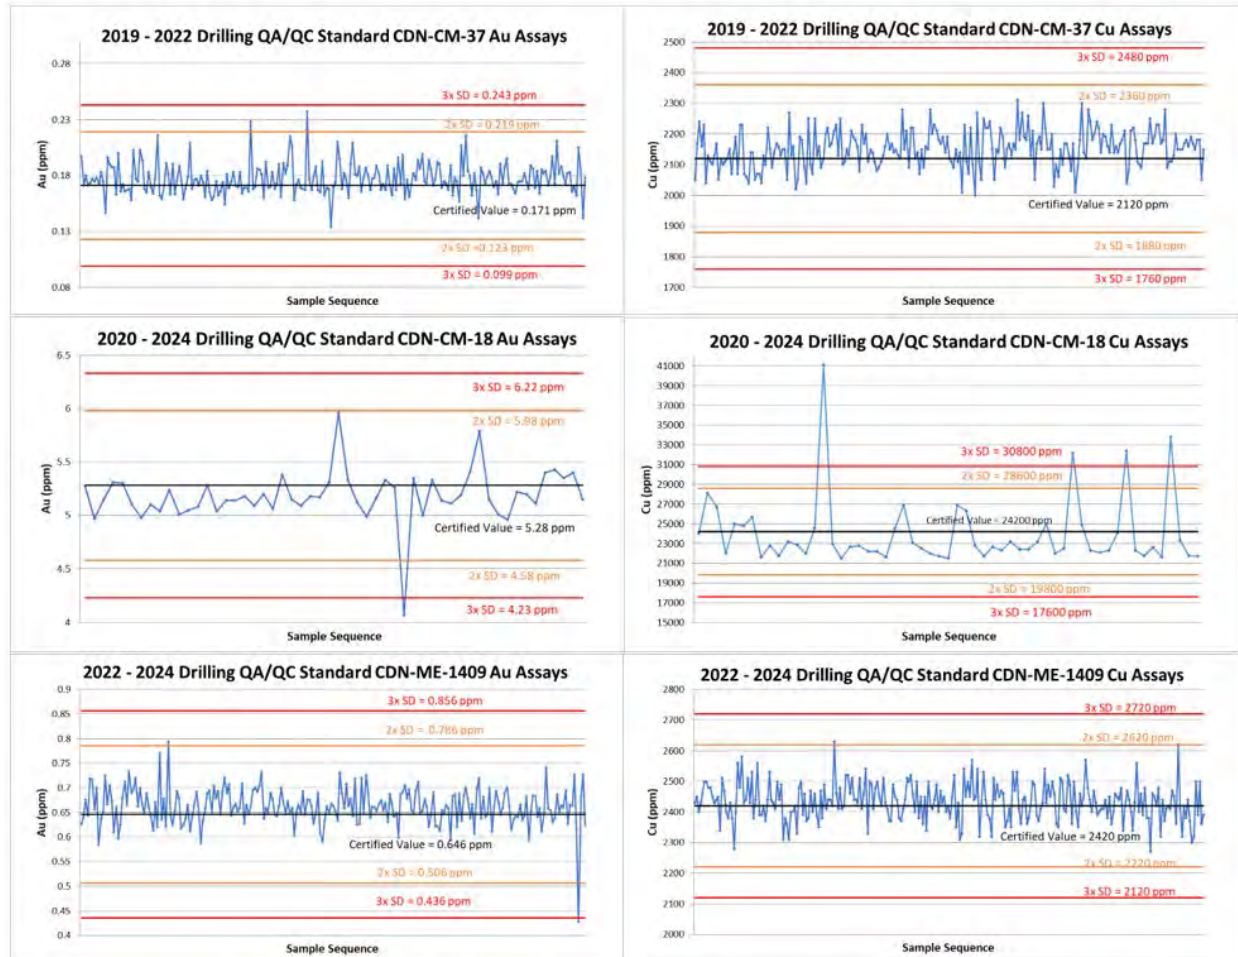 2019 - 2022 Drilling QA/QC Standard CDN-CM-37 Au Assays
0.28
0.23
0.18
0.13
0.08
Au (ppm)
3x SD = 0.243 ppm
2x SD = 0.219 ppm
Certified Value = 0.171 ppm
2x SD =0.123 ppm
3x SD = 0.099 ppm
Sample Sequence
2019 - 2022 Drilling QA/QC Standard CDN-CM-37 Cu Assays
2500
2400
2300
2200
2100
2000
1900
1800
1700
Cu (ppm)
3x SD = 2480 ppm
2x SD = 2360 ppm
Certified Value = 2120 ppm
2x SD = 1880 ppm
3x SD = 1760 ppm
Sample Sequence
2020 - 2024 Drilling QA/QC Standard CDN-CM-18 Au Assays
6.5
6
5.5
5
4.5
4
Au (ppm)
3x SD = 6.22 ppm
2x SD = 5.98 ppm
Certified Value = 5.28 ppm
2x SD = 4.58 ppm
3x SD = 4.23 ppm
Sample Sequence
2020 - 2024 Drilling QA/QC Standard CDN-CM-18 Cu Assays
41000
39000
37000
35000
33000
31000
29000
27000
25000
23000
21000
19000
17000
15000
Cu (ppm)
3x SD = 30800 ppm
2x SD = 28600 ppm
Certified Value = 24200 ppm
2x SD = 19800 ppm
3x SD = 17600 ppm
Sample Sequence
2022 - 2024 Drilling QA/QC Standard CDN-ME-1409 Au Assays
0.9
0.85
0.8
0.75
0.7
0.65
0.6
0.55
0.5
0.45
0.4
Au (ppm)
3x SD = 0.856 ppm
2x SD = 0.786 ppm
Certified Value = 0.646 ppm
2x SD = 0.506 ppm
3x SD = 0.436 ppm
Sample Sequence
2022 - 2024 Drilling QA/QC Standard CDN-ME-1409 Cu Assays
2800
2700
2600
2500
2400
2300
2200
2100
2000
Cu (ppm)
3x SD = 2720 ppm
2x SD = 2620 ppm
Certified Value = 2420 ppm
2x SD = 2220 ppm
3x SD = 2120 ppm
Sample Sequence